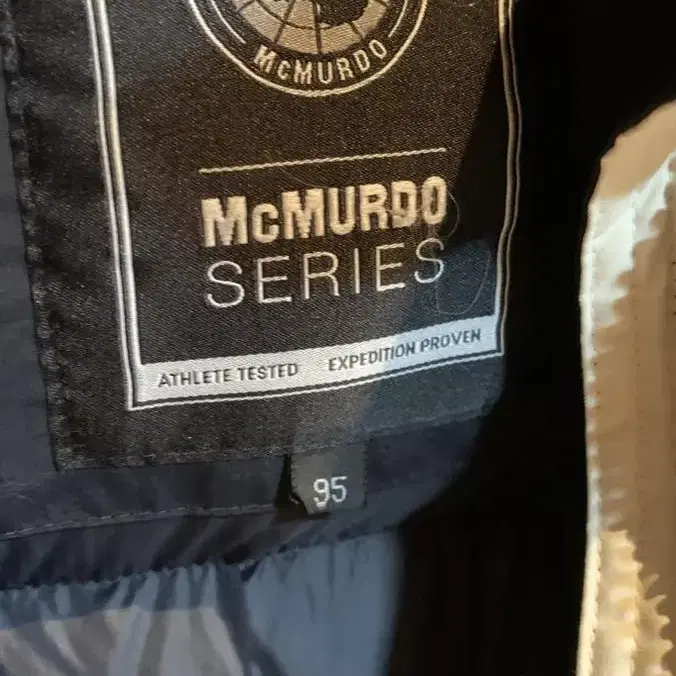 McMURDO
McMURDO
SERIES
ATHLETE TESTED EXPEDITION PROVEN
95